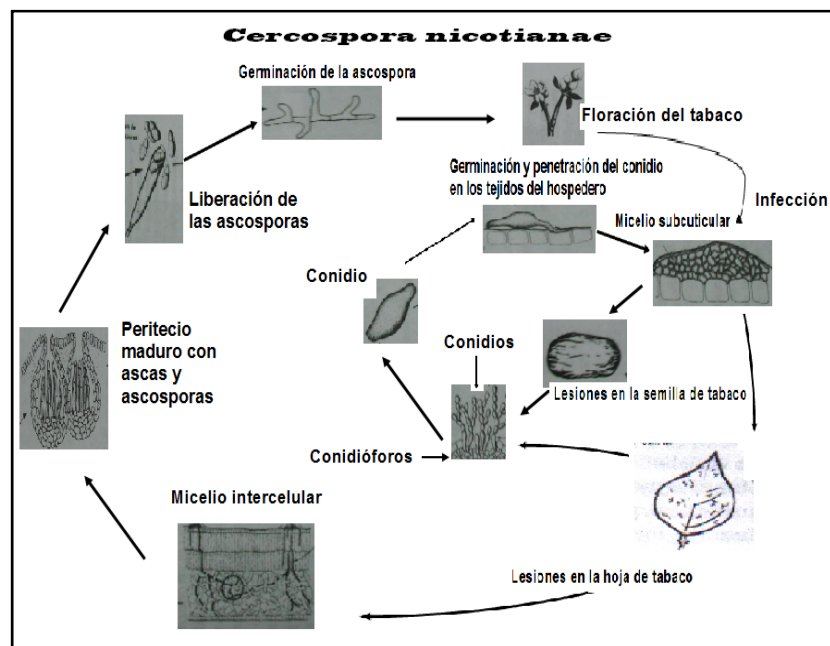 Cercospora nicotianae
Germinación de la ascospora
Floración del tabaco
Germinación y penetración del conidio
en los tejidos del hospedero
Infección
Liberación de
las ascosporas
Micelio subcuticular
Conidio
Peritecio
maduro con
ascas y
ascosporas
Conidios
Lesiones en la semilla de tabaco
Conidióforos
Micelio intercelular
Lesiones en la hoja de tabaco